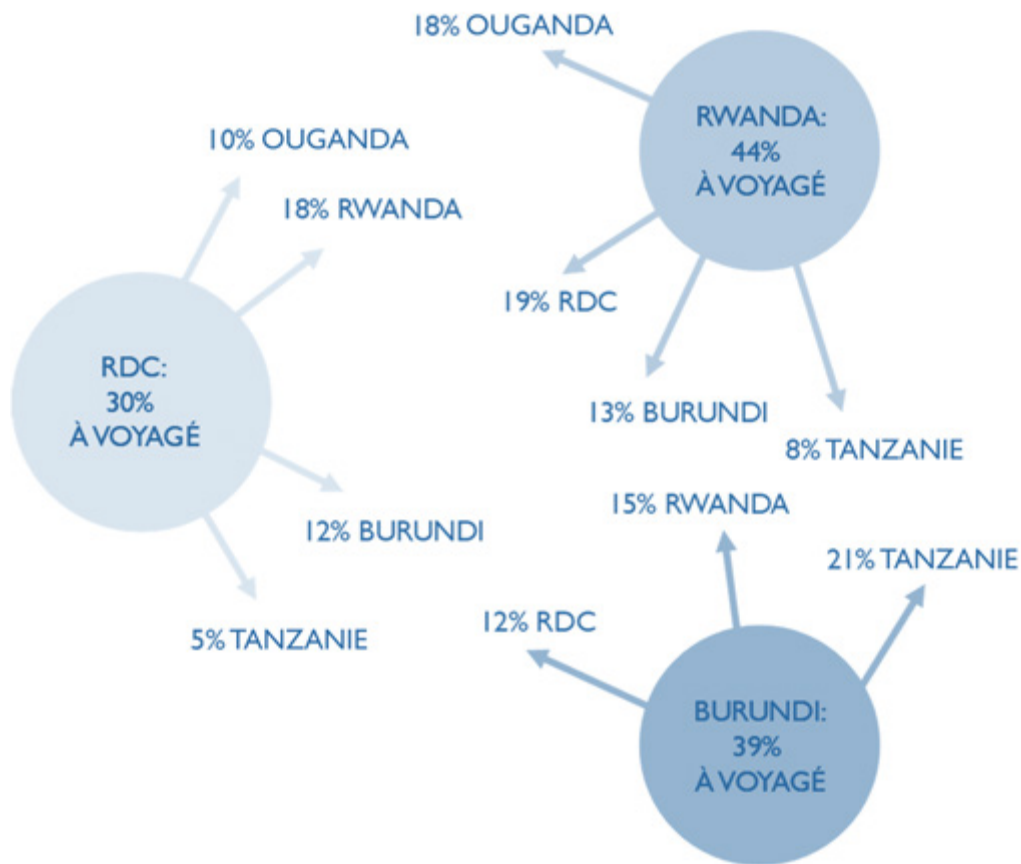 18% OUGANDA
RWANDA:
44%
À VOYAGÉ
10% OUGANDA
18% RWANDA
19% RDC
RDC:
30%
À VOYAGÉ
13% BURUNDI
8% TANZANIE
15% RWANDA
12% BURUNDI
21% TANZANIE
5% TANZANIE
12% RDC
BURUNDI:
39%
À VOYAGÉ